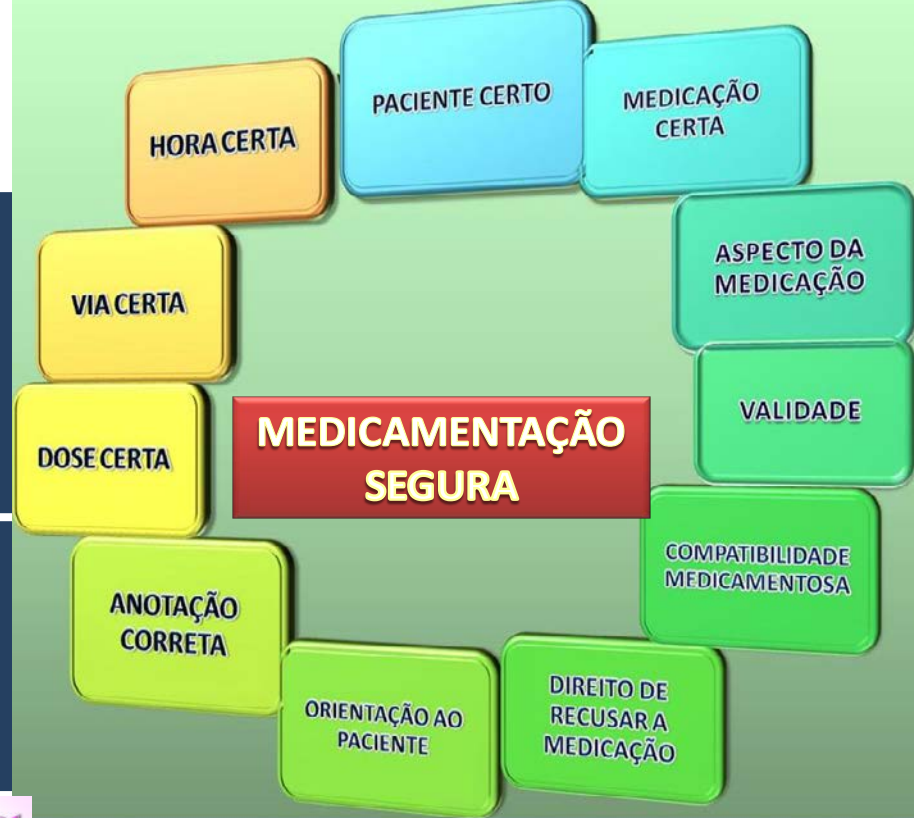 PACIENTE CERTO
MEDICAÇÃO
CERTA
ASPECTO DA
MEDICAÇÃO
VALIDADE
COMPATIBILIDADE
MEDICAMENTOSA
DIREITO DE
RECUSAR A
MEDICAÇÃO
ORIENTAÇÃO AO
PACIENTE
ANOTAÇÃO
CORRETA
DOSE CERTA
VIA CERTA
HORA CERTA
MEDICAMENTAÇÃO
SEGURA